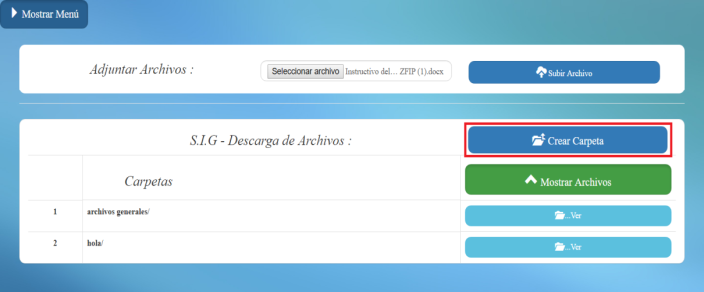 Mostrar Menú
Adjuntar Archivos :
Seleccionar archivo Instructivo del... ZFIP (1).docx
Subir Archivo
S.I.G - Descarga de Archivos :
Crear Carpeta
Carpetas
Mostrar Archivos
1 archivos generales/ ...Ver
2 hola/ ...Ver